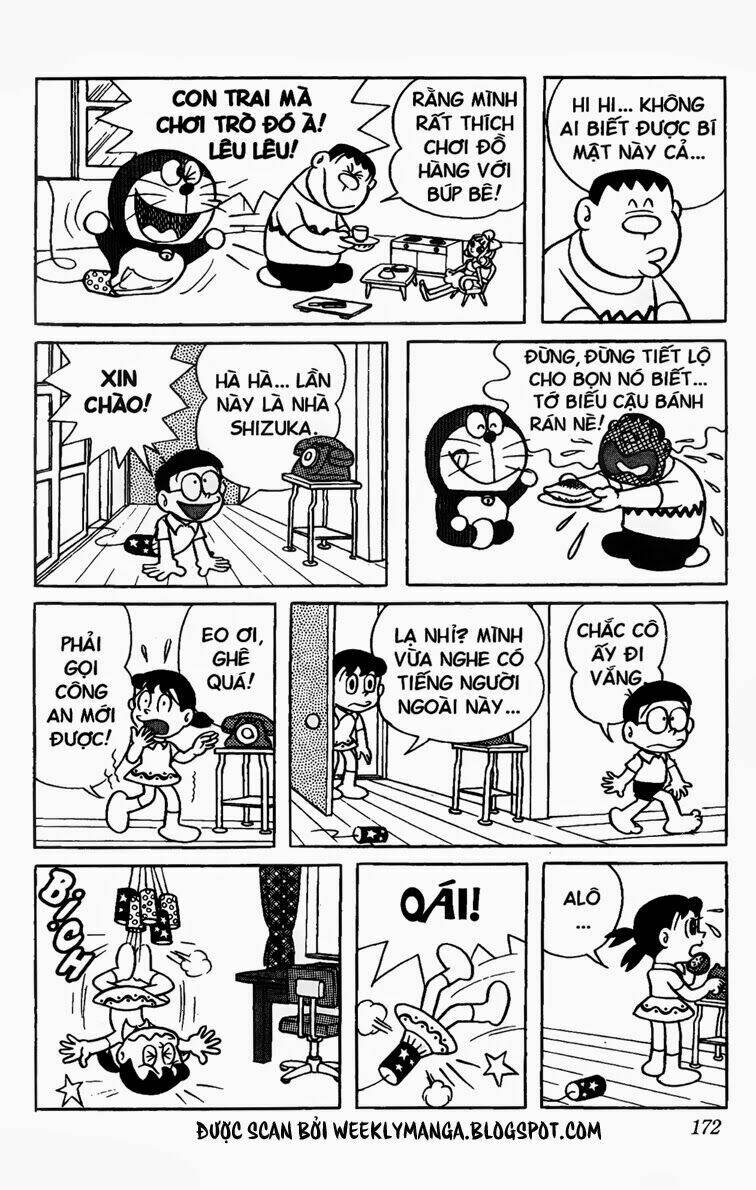 HI HI... KHÔNG
AI BIẾT ĐƯỢC BÍ
MẬT NÀY CẢ...
RẰNG MÌNH
RẤT THÍCH
CHƠI ĐỒ
HÀNG VỚI
BÚP BÊ!
CON TRAI MÀ
CHƠI TRÒ ĐÓ À!
LÊU LÊU!
ĐỪNG, ĐỪNG TIẾT LỘ
CHO BỌN NÓ BIẾT...
TỚ BIẾU CẬU BÁNH
RÁN NÈ!
HÀ HÀ... LẦN
NÀY LÀ NHÀ
SHIZUKA.
XIN
CHÀO!
CHẮC CÔ
ẤY ĐI
VẮNG.
LẠ NHỈ? MÌNH
VỪA NGHE CÓ
TIẾNG NGƯỜI
NGOÀI NÀY...
EO ƠI,
GHÊ
QUÁ!
PHẢI
GỌI
CÔNG
AN MỚI
ĐƯỢC!
ALÔ
...
QÁI!
BỊCH
ĐƯỢC SCAN BỞI WEEKLYMANGA.BLOGSPOT.COM
172